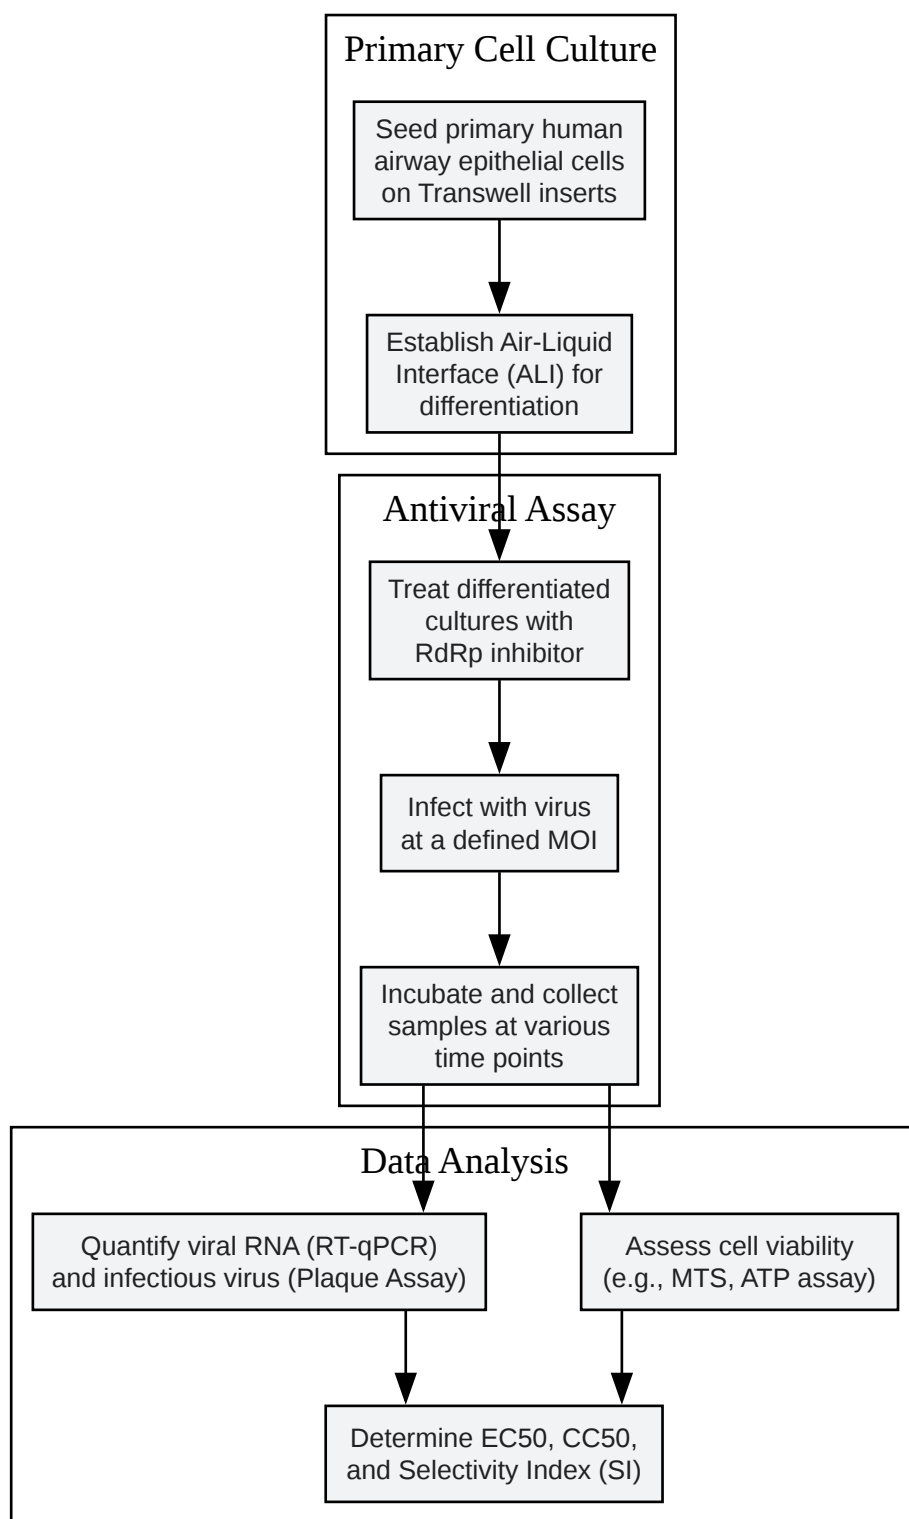 Primary Cell Culture
Seed primary human
airway epithelial cells
on Transwell inserts
Establish Air-Liquid
Interface (ALI) for
differentiation
Antiviral Assay
Treat differentiated
cultures with
RdRp inhibitor
Infect with virus
at a defined MOI
Incubate and collect
samples at various
time points
Data Analysis
Quantify viral RNA (RT-qPCR)
and infectious virus (Plaque Assay)
Assess cell viability
(e.g., MTS, ATP assay)
Determine EC50, CC50,
and Selectivity Index (SI)